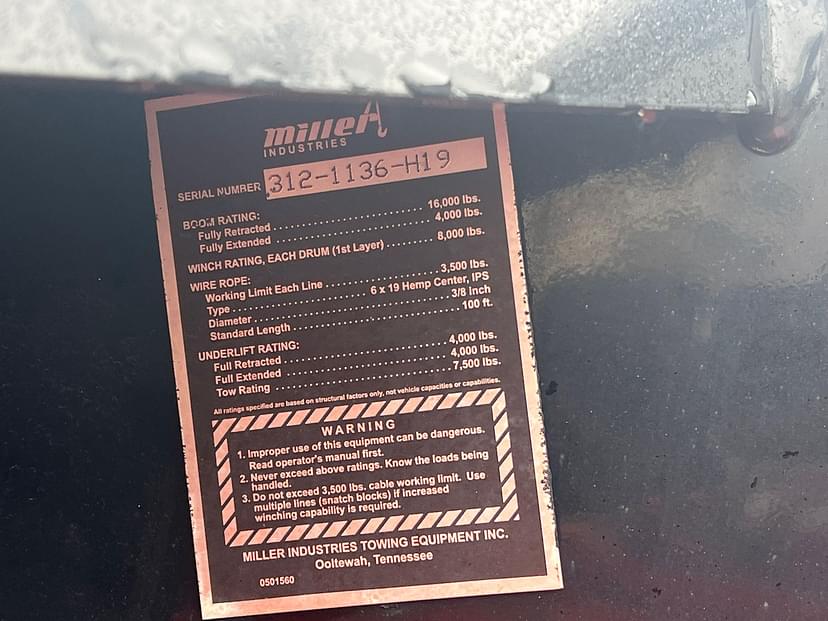 miller
INDUSTRIES
SERIAL NUMBER 312-1136-H19
BOOM RATING:
Fully Retracted 16,000 lbs.
Fully Extended 4,000 lbs.
WINCH RATING, EACH DRUM (1st Layer) 8,000 lbs.
WIRE ROPE:
Working Limit Each Line 3,500 lbs.
Type 6 x 19 Hemp Center, IPS
Diameter 3/8 inch
Standard Length 100 ft.
UNDERLIFT RATING:
Full Retracted 4,000 lbs.
Full Extended 4,000 lbs.
Tow Rating 7,500 lbs.
All ratings specified are based on structural factors only, not vehicle capacities or capabilities.
WARNING
1. Improper use of this equipment can be dangerous.
Read operator's manual first.
2. Never exceed above ratings. Know the loads being
handled.
3. Do not exceed 3,500 lbs. cable working limit. Use
multiple lines (snatch blocks) if increased
winching capability is required.
MILLER INDUSTRIES TOWING EQUIPMENT INC.
Ooltewah, Tennessee
0501560